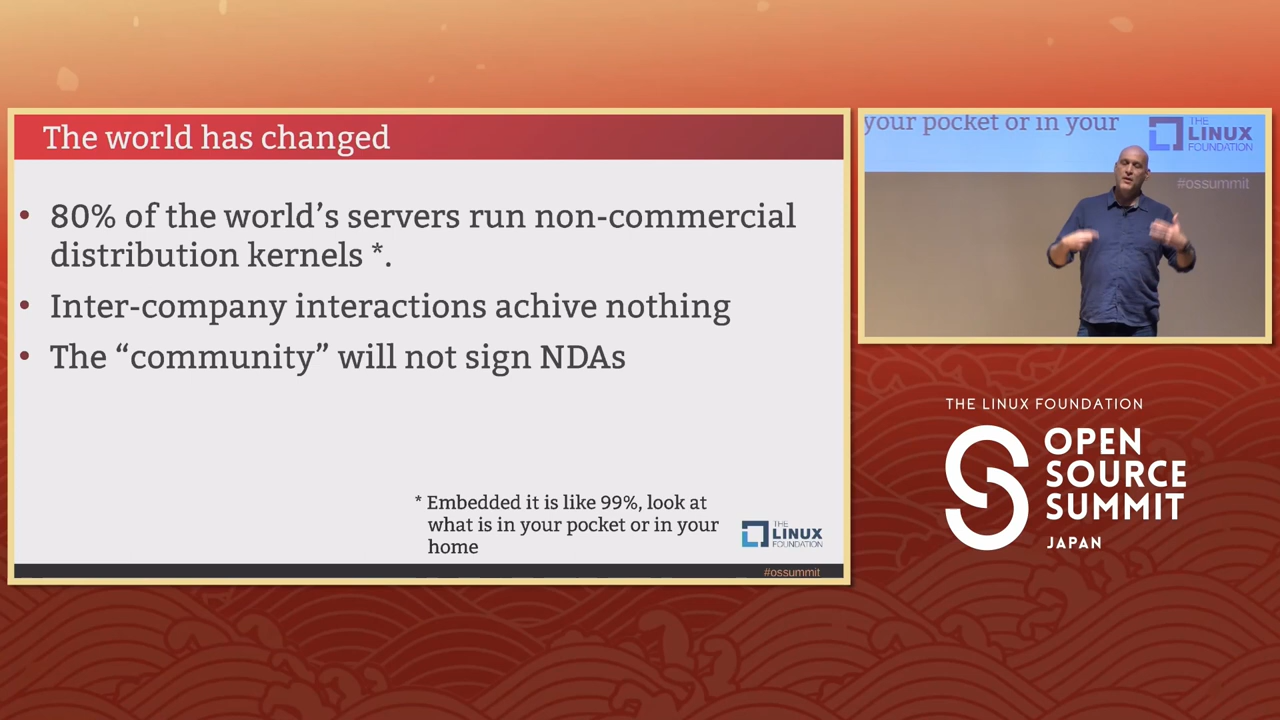 The world has changed
• 80% of the world's servers run non-commercial
distribution kernels *.
• Inter-company interactions achive nothing
• The “community” will not sign NDAs
* Embedded it is like 99%, look at
what is in your pocket or in your
home
THE
LINUX
FOUNDATION
#ossummit
your pocket or in your
THE
LINUX
FOUNDATION
#ossummit
THE LINUX FOUNDATION
OPEN
SOURCE
SUMMIT
JAPAN